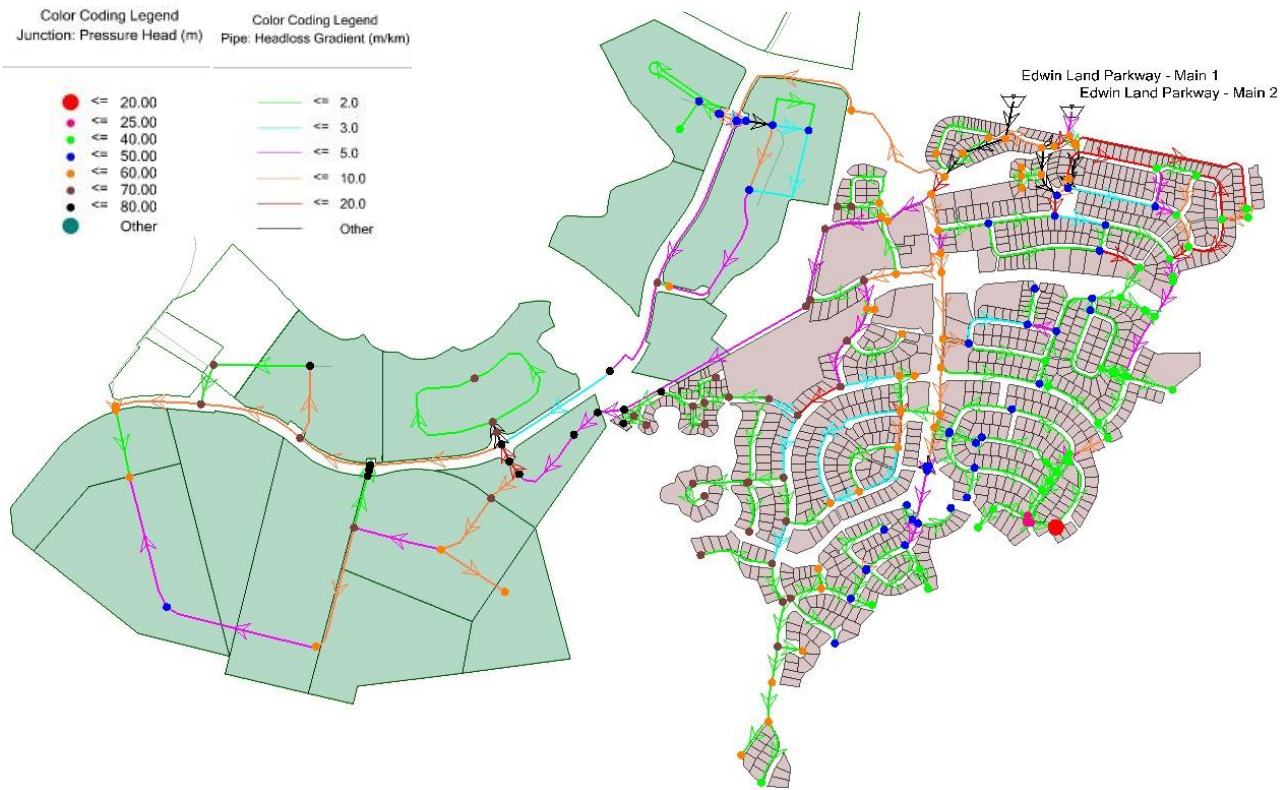 Color Coding Legend
Junction: Pressure Head (m)
<= 20.00
<= 25.00
<= 40.00
<= 50.00
<= 60.00
<= 70.00
<= 80.00
Other
Color Coding Legend
Pipe: Headloss Gradient (m/km)
<= 2.0
<= 3.0
<= 5.0
<= 10.0
<= 20.0
Other
Edwin Land Parkway - Main 1
Edwin Land Parkway - Main 2